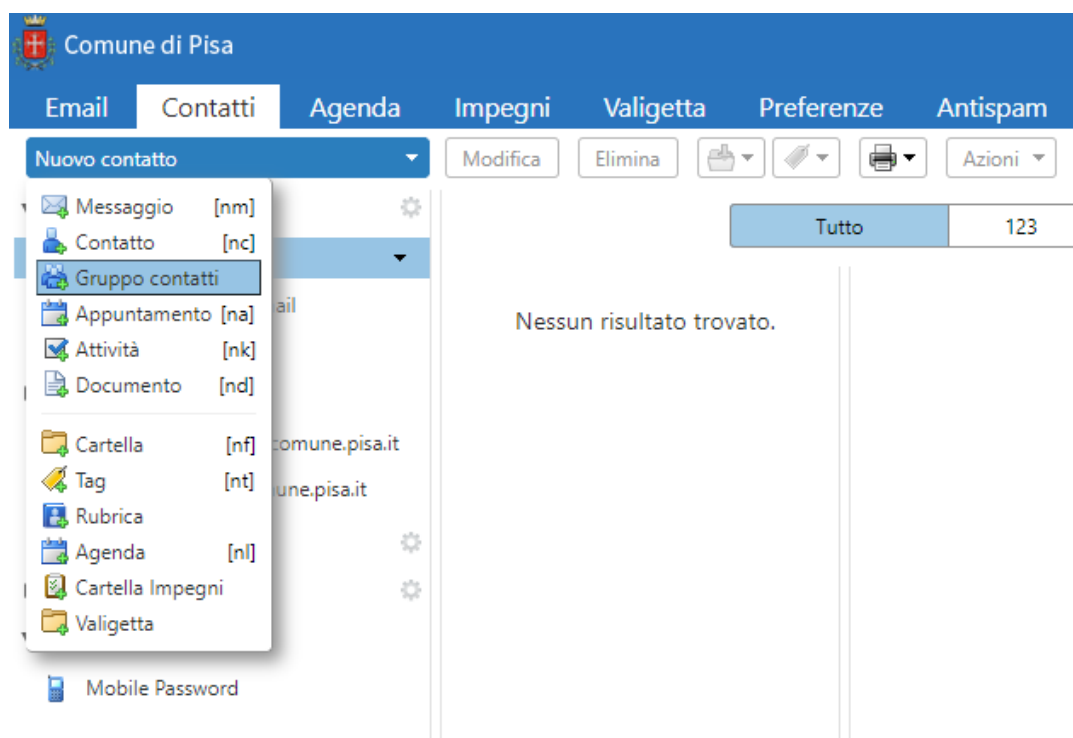 Comune di Pisa
Email Contatti Agenda Impegni Valigetta Preferenze Antispam
Nuovo contatto Modifica Elimina Azioni
Messaggio [nm]
Contatto [nc]
Gruppo contatti
Appuntamento [na]
Attività [nk]
Documento [nd]
Cartella [nf]
Tag [nt]
Rubrica
Agenda [nl]
Cartella Impegni
Valigetta
ail
comune.pisa.it
une.pisa.it
Mobile Password
Tutto 123
Nessun risultato trovato.